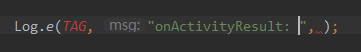 Log.e(TAG, msg: "onActivityResult: ", );